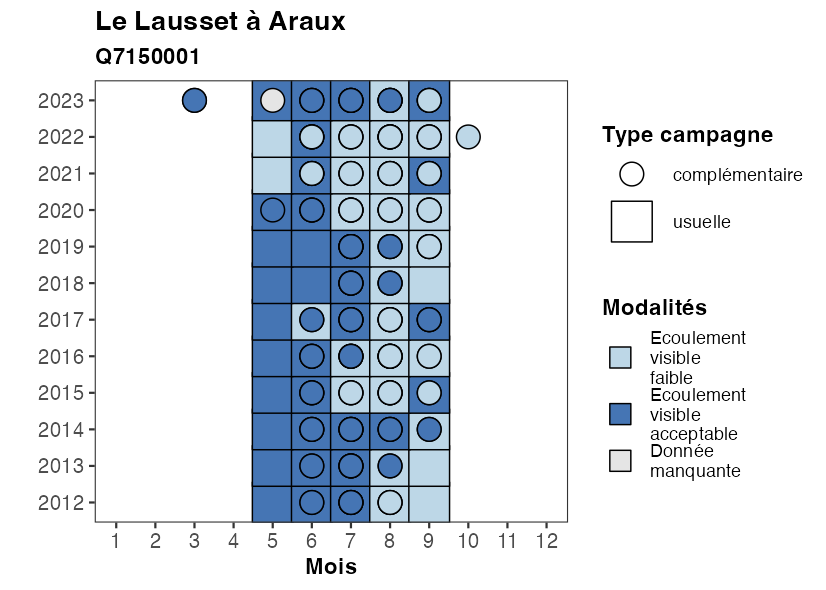 Le Lausset à Araux
Q7150001
2023
2022
2021
2020
2019
2018
2017
2016
2015
2014
2013
2012
1 2 3 4 5 6 7 8 9 10 11 12
Mois
Type campagne
complémentaire
usuelle
Modalités
Ecoulement
visible
faible
Ecoulement
visible
acceptable
Donnée
manquante